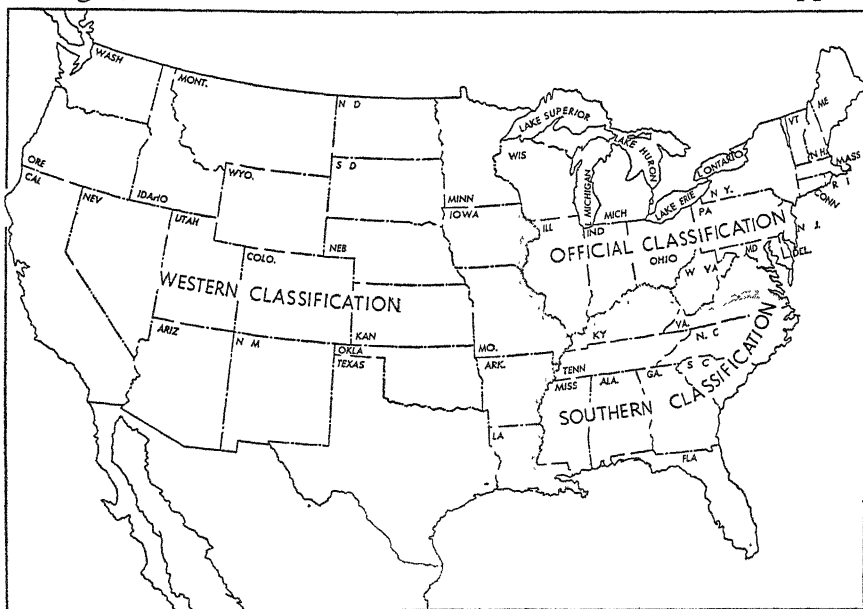 WASH
MONT.
N D
S D
MINN
IOWA
WIS
LAKE SUPERIOR
LAKE HURON
L MICHIGAN
MICH
L ONTARIO
LAKE ERIE
VT
ME
N H
MASS
R I
CONN
N. Y.
PA
N J.
DEL.
MD
ORE
CAL
NEV
IDAHO
WYO.
UTAH
COLO.
NEB
KAN
ILL
IND
OHIO
W VA
OFFICIAL CLASSIFICATION
WESTERN CLASSIFICATION
ARIZ
N M
OKLA
TEXAS
MO.
ARK.
LA
KY
VA.
N. C
TENN
MISS
ALA.
GA.
S C
SOUTHERN CLASSIFICATION
FLA